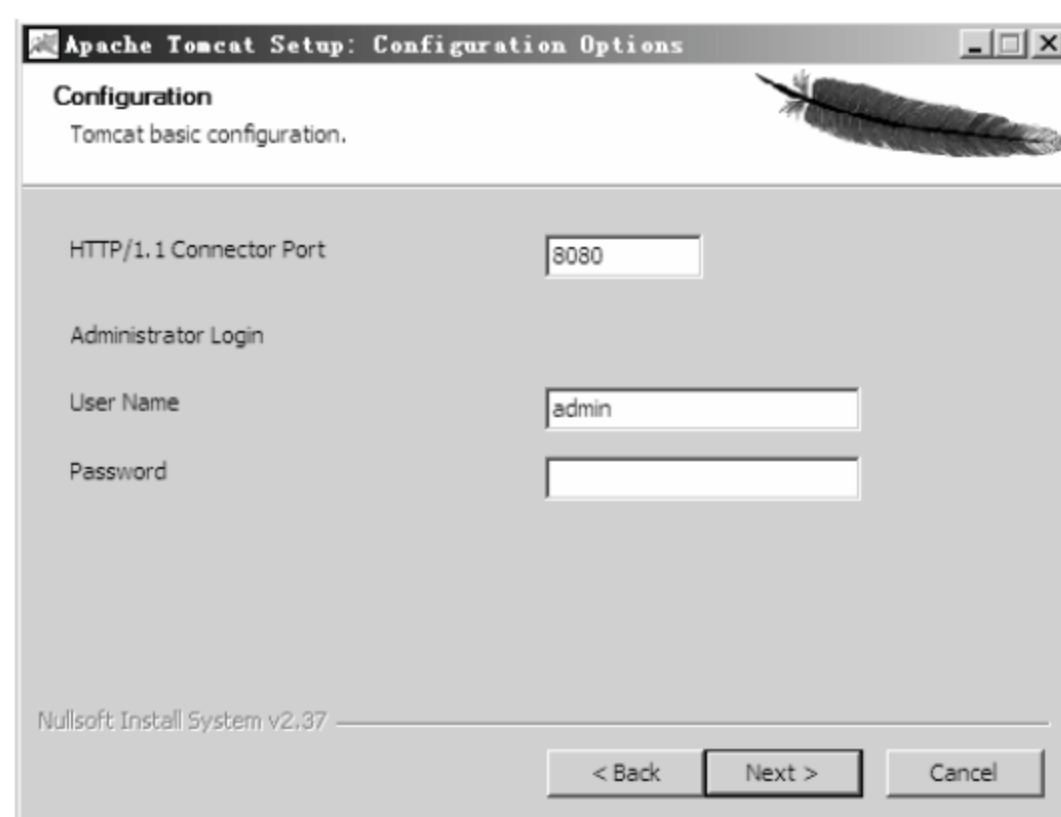 Apache Tomcat Setup: Configuration Options
Configuration
Tomcat basic configuration.
HTTP/1.1 Connector Port
8080
Administrator Login
User Name
admin
Password
Nullsoft Install System v2.37
< Back
Next >
Cancel